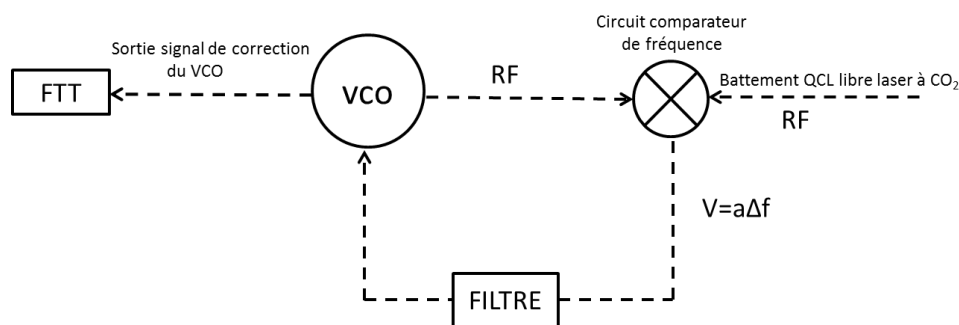 Circuit comparateur
de fréquence
Sortie signal de correction
du VCO
FTT
VCO
RF
Battement QCL libre laser à CO₂
RF
V=a∆f
FILTRE